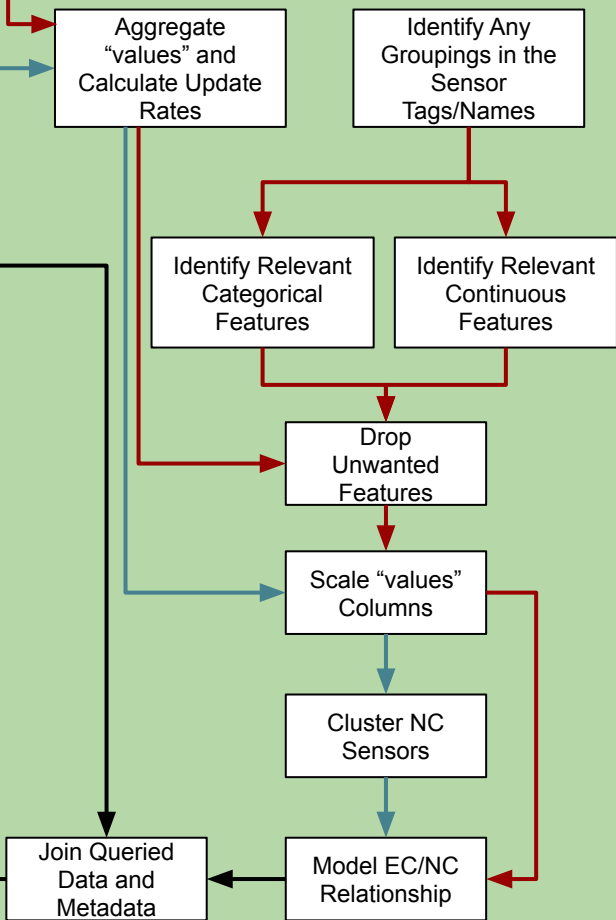 Aggregate
“values” and
Calculate Update
Rates
Identify Any
Groupings in the
Sensor
Tags/Names
Identify Relevant
Categorical
Features
Identify Relevant
Continuous
Features
Drop
Unwanted
Features
Scale “values”
Columns
Cluster NC
Sensors
Join Queried
Data and
Metadata
Model EC/NC
Relationship